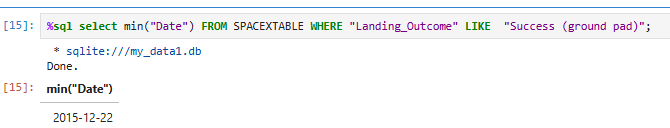 [15]: %sql select min("Date") FROM SPACEXTABLE WHERE "Landing_Outcome" LIKE  "Success (ground pad)";
* sqlite:///my_data1.db
Done.
[15]: min("Date")
2015-12-22